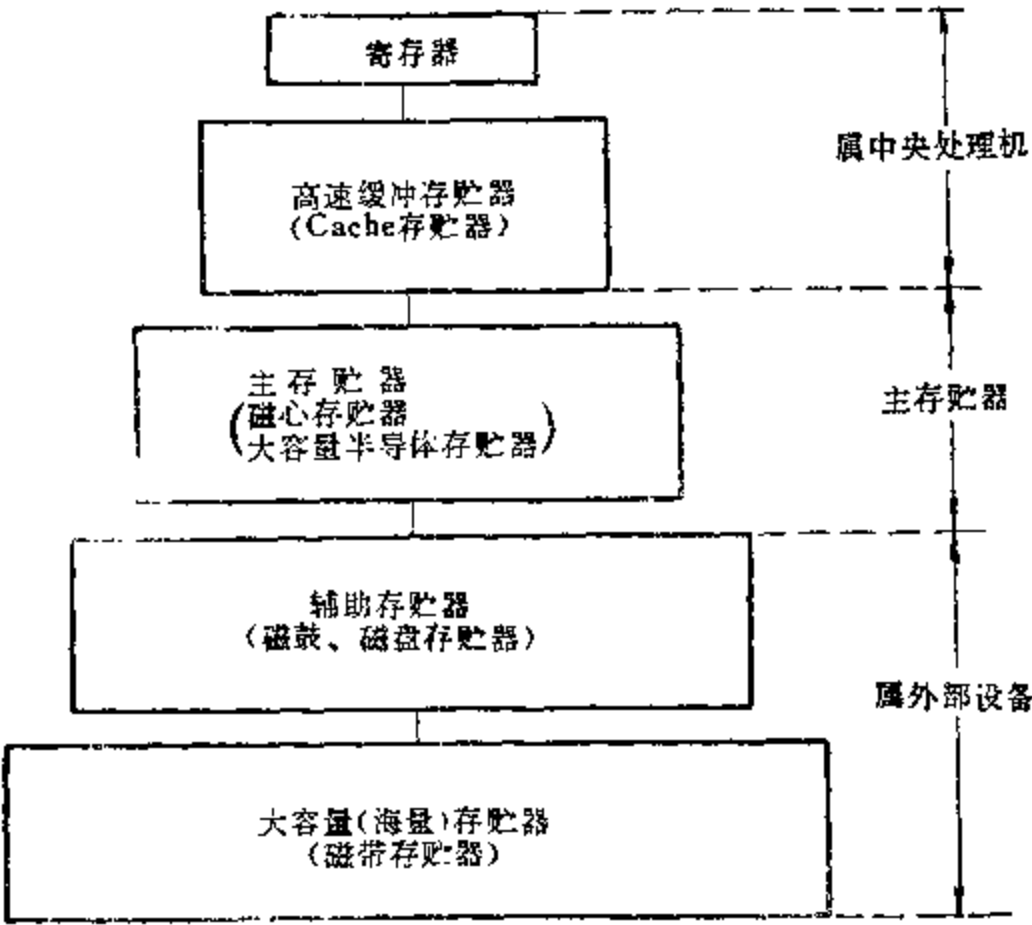 寄存器
高速缓冲存贮器
(Cache存贮器)
属中央处理机
主存贮器
(磁心存贮器
大容量半导体存贮器)
主存贮器
辅助存贮器
(磁鼓、磁盘存贮器)
属外部设备
大容量(海量)存贮器
(磁带存贮器)